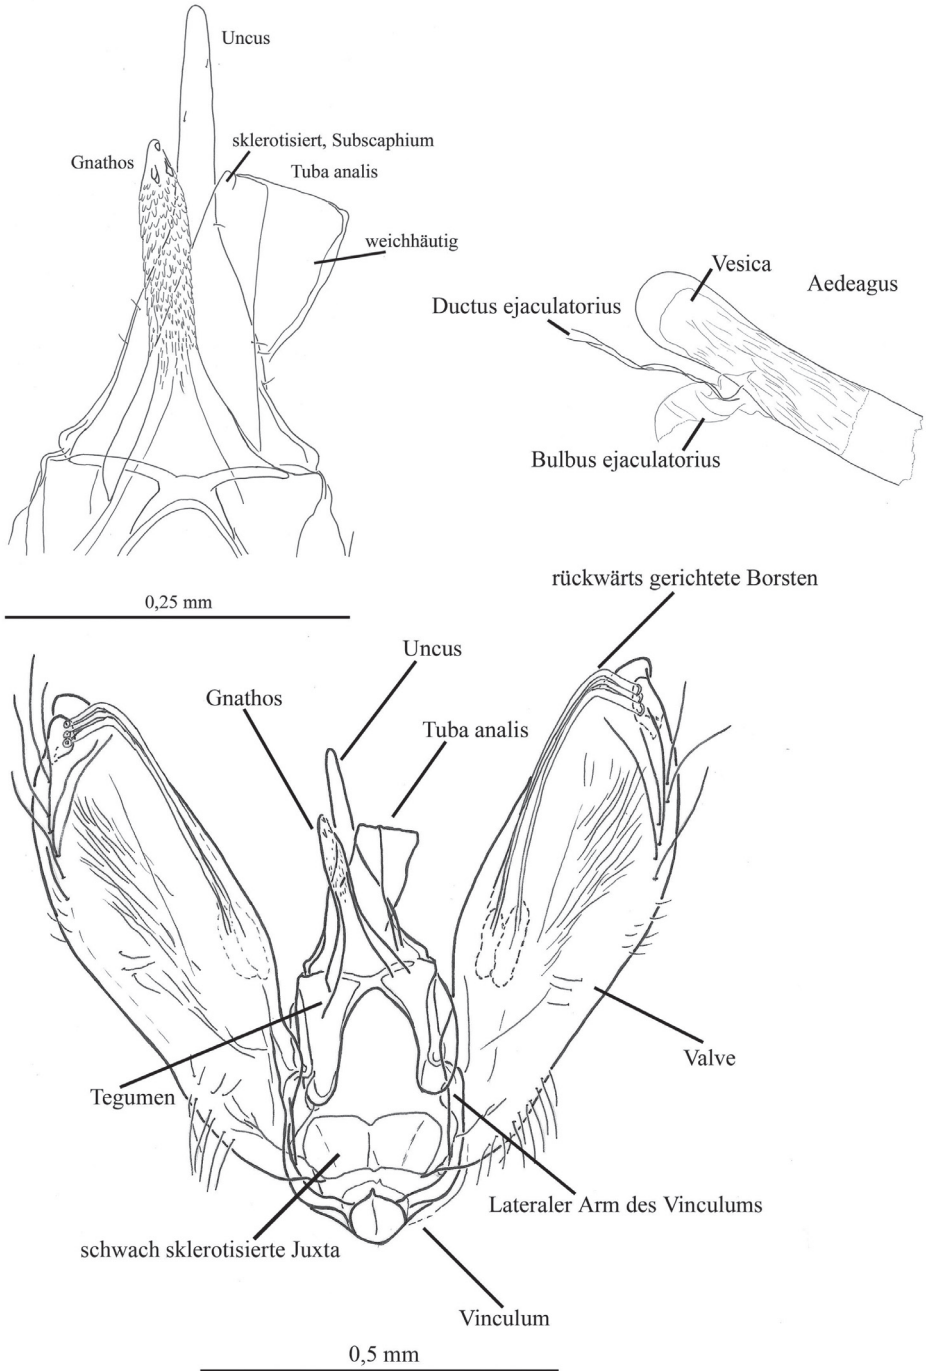 Uncus
sklerotisiert, Subscaphium
Gnathos
Tuba analis
weichhäutig
Vesica
Aedeagus
Ductus ejaculatorius
Bulbus ejaculatorius
rückwärts gerichtete Borsten
0,25 mm
Uncus
Gnathos
Tuba analis
Valve
Tegumen
Lateraler Arm des Vinculums
schwach sklerotisierte Juxta
Vinculum
0,5 mm